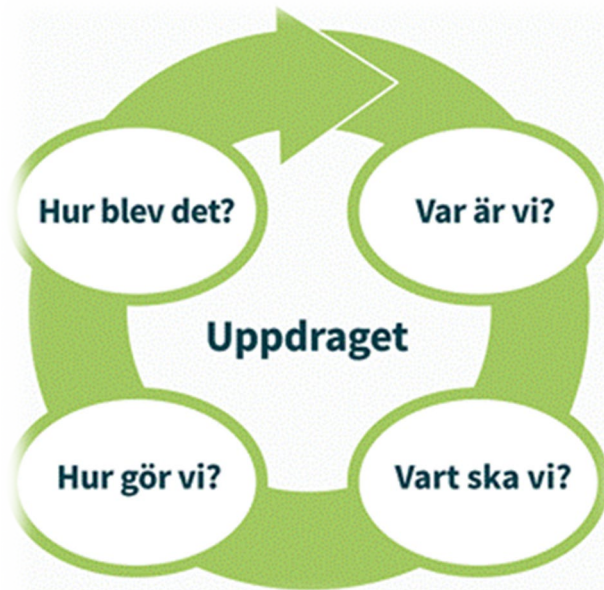 Hur blev det?
Var är vi?
Uppdraget
Hur gör vi?
Vart ska vi?